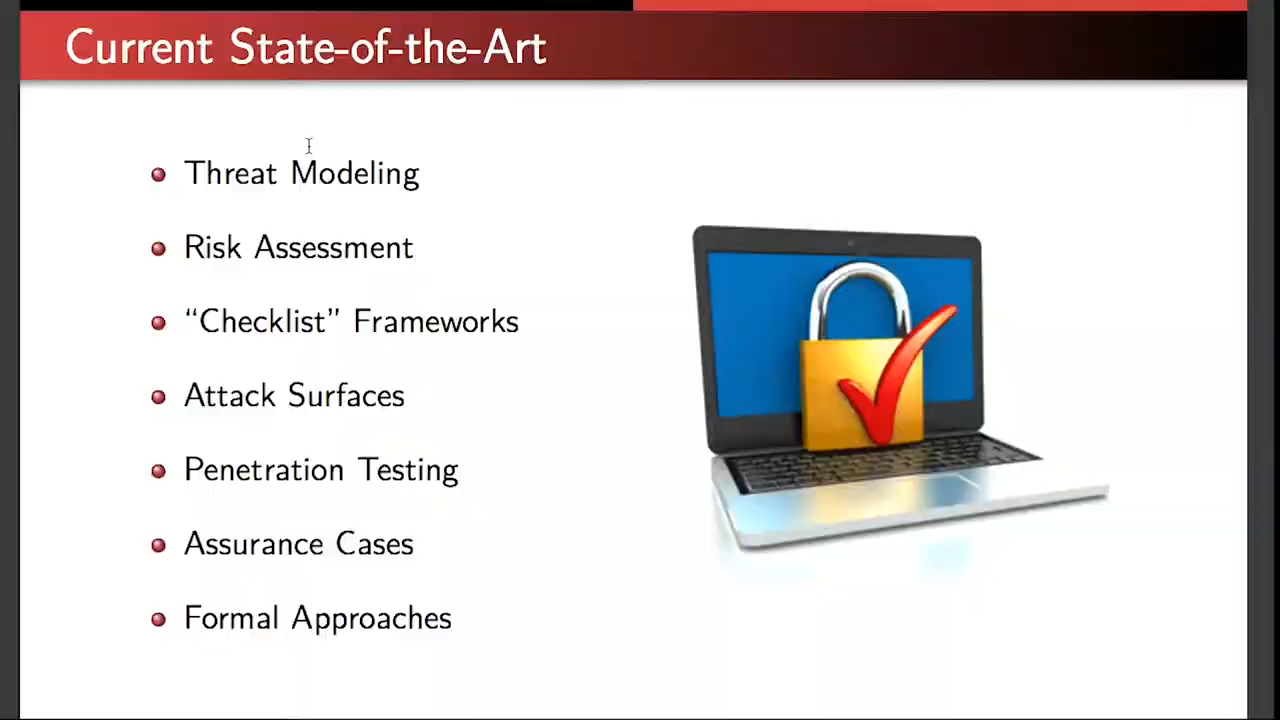 Current State-of-the-Art
Threat Modeling
Risk Assessment
“Checklist” Frameworks
Attack Surfaces
Penetration Testing
Assurance Cases
Formal Approaches